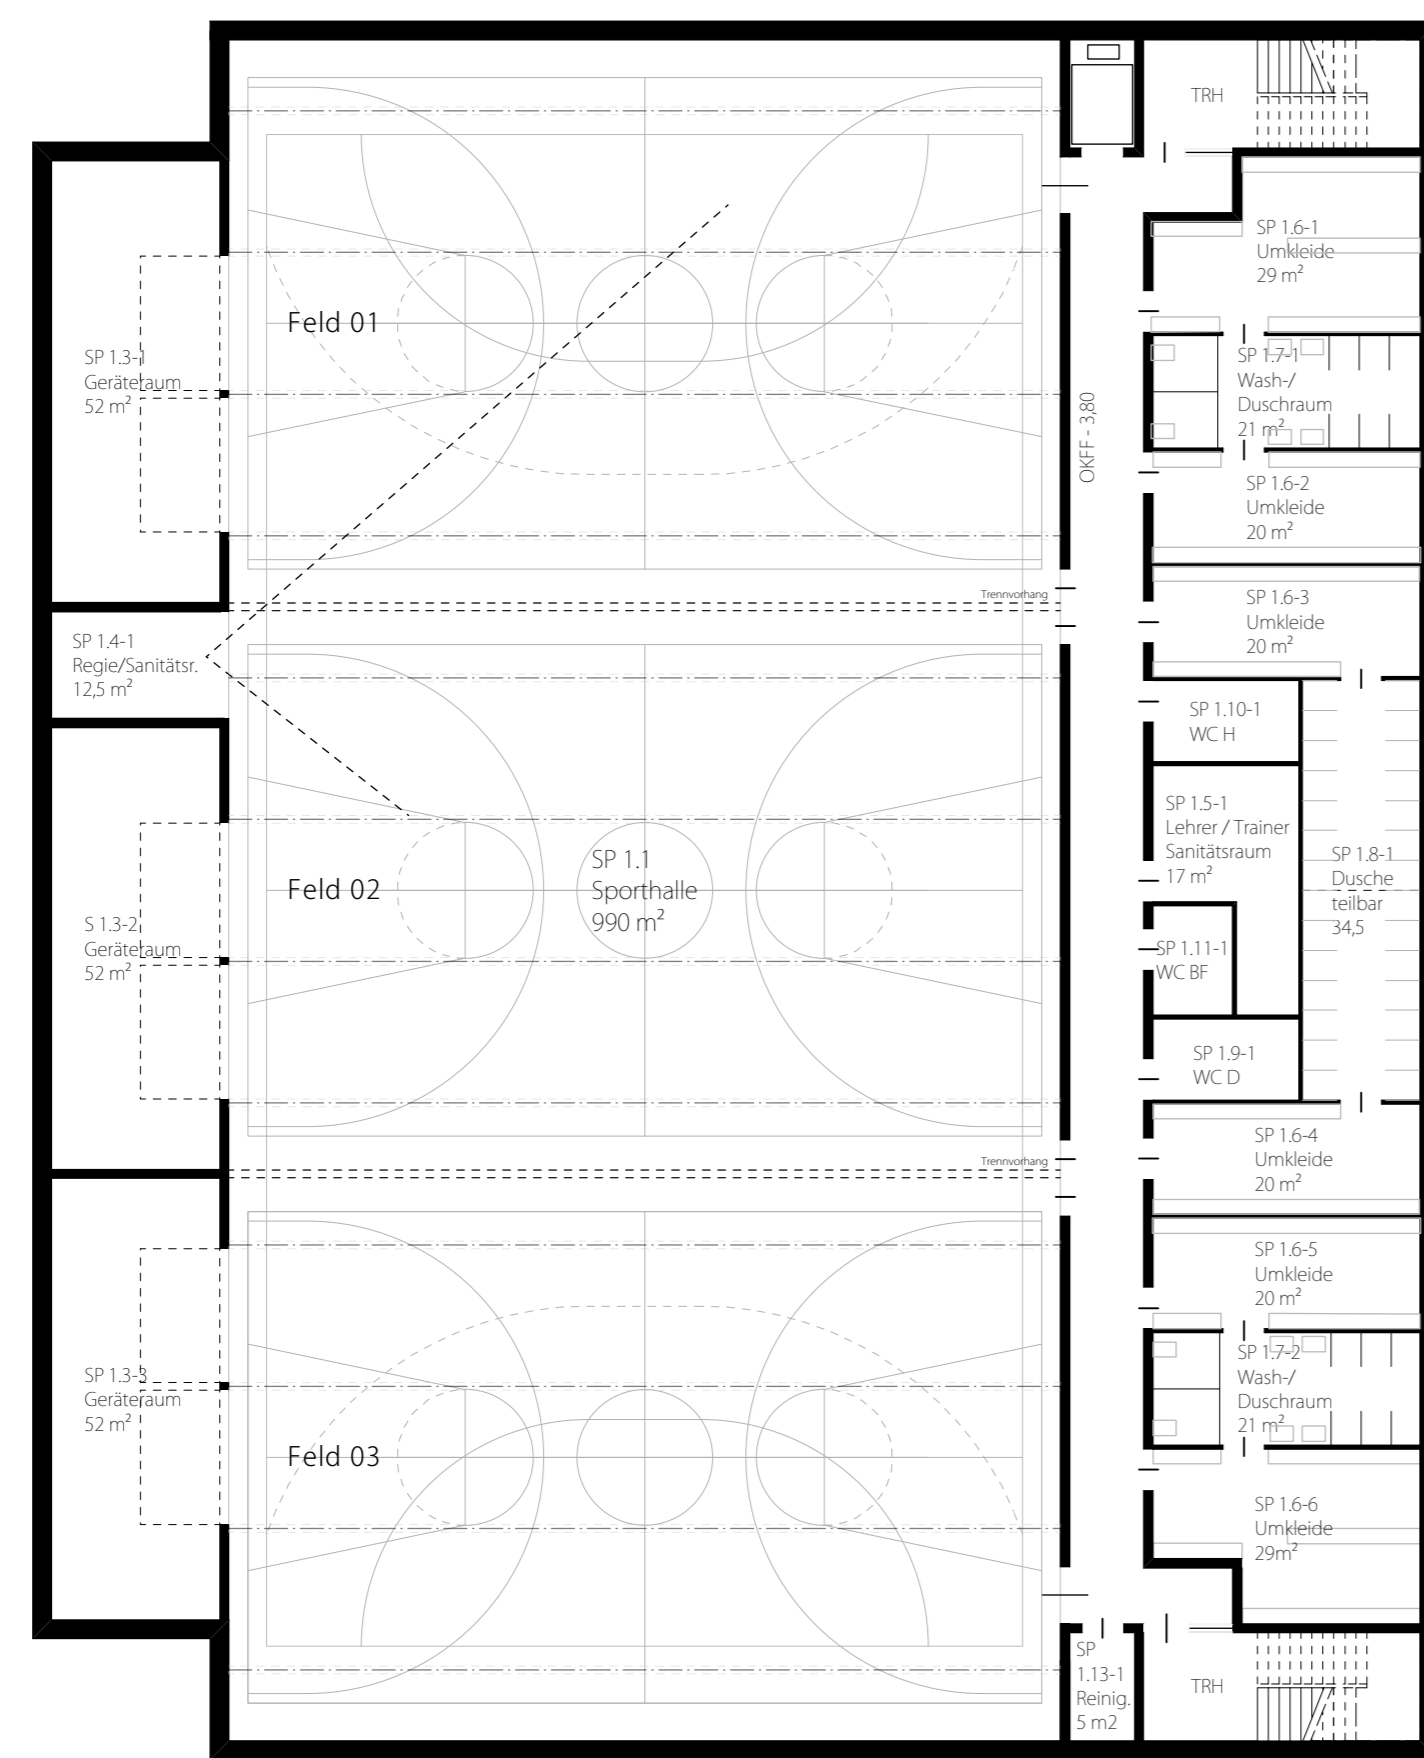 TRH
SP 1.6-1
Umkleide
29 m²
Feld 01
SP 1.3-1
Geräteraum
52 m²
SP 1.7-1
Wash-/
Duschraum
21 m²
OKFF - 3,80
SP 1.6-2
Umkleide
20 m²
Trennvorhang
SP 1.6-3
Umkleide
20 m²
SP 1.4-1
Regie/Sanitätsr.
12,5 m²
SP 1.10-1
WC H
SP 1.5-1
Lehrer / Trainer
Sanitätsraum
17 m²
SP 1.1
Sporthalle
990 m²
Feld 02
SP 1.8-1
Dusche
teilbar
34,5
S 1.3-2
Geräteraum
52 m²
SP 1.11-1
WC BF
SP 1.9-1
WC D
Trennvorhang
SP 1.6-4
Umkleide
20 m²
SP 1.6-5
Umkleide
20 m²
SP 1.3-3
Geräteraum
52 m²
SP 1.7-2
Wash-/
Duschraum
21 m²
Feld 03
SP 1.6-6
Umkleide
29m²
SP
1.13-1
Reinig.
5 m2
TRH